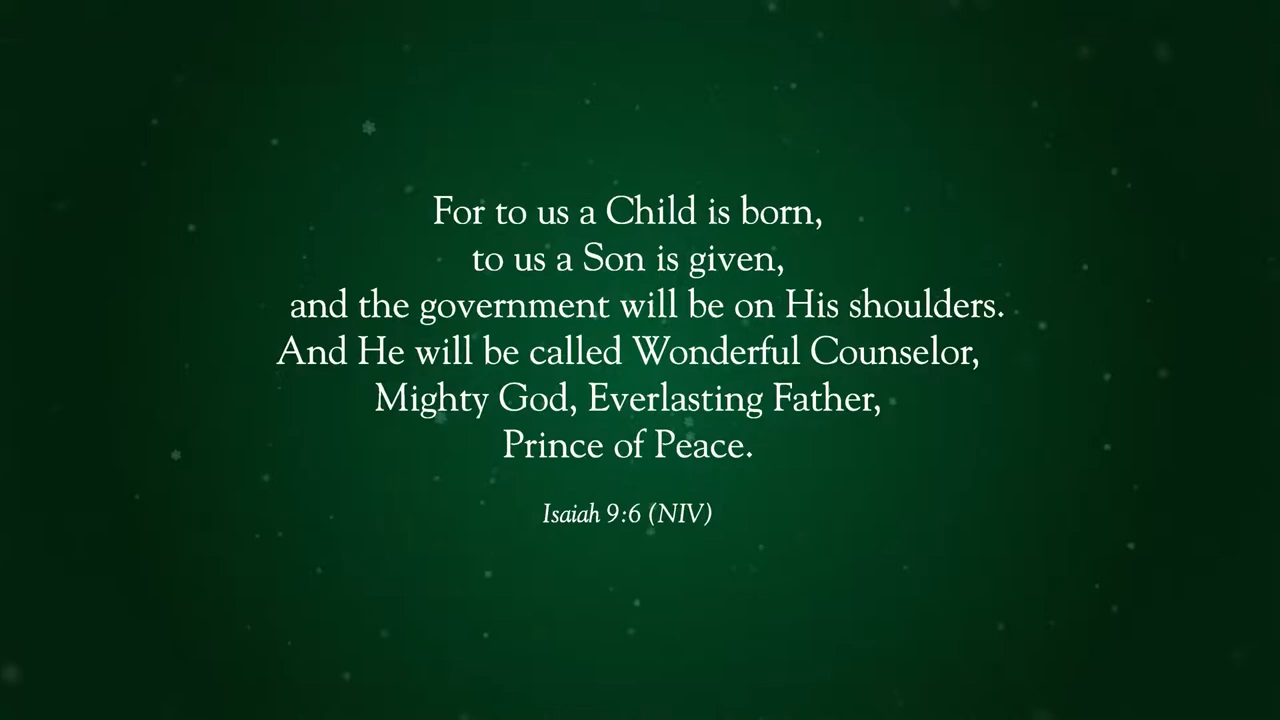 For to us a Child is born,
to us a Son is given,
and the government will be on His shoulders.
And He will be called Wonderful Counselor,
Mighty God, Everlasting Father,
Prince of Peace.
Isaiah 9:6 (NIV)